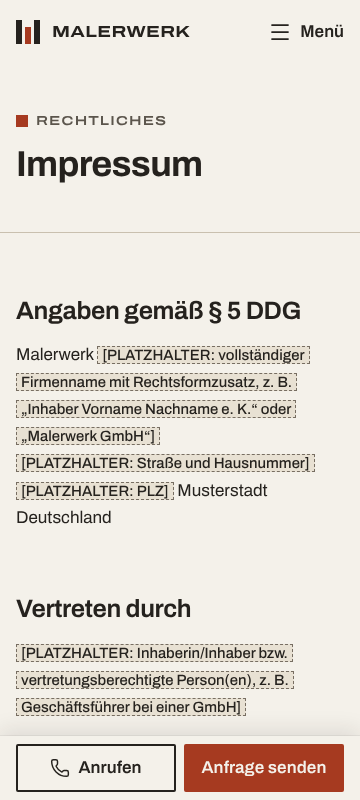 MALERWERK
Menü
RECHTLICHES
Impressum
Angaben gemäß § 5 DDG
Malerwerk [PLATZHALTER: vollständiger
Firmenname mit Rechtsformzusatz, z. B.
„Inhaber Vorname Nachname e. K.“ oder
„Malerwerk GmbH“]
[PLATZHALTER: Straße und Hausnummer]
[PLATZHALTER: PLZ] Musterstadt
Deutschland
Vertreten durch
[PLATZHALTER: Inhaberin/Inhaber bzw.
vertretungsberechtigte Person(en), z. B.
Geschäftsführer bei einer GmbH]
Anrufen
Anfrage senden